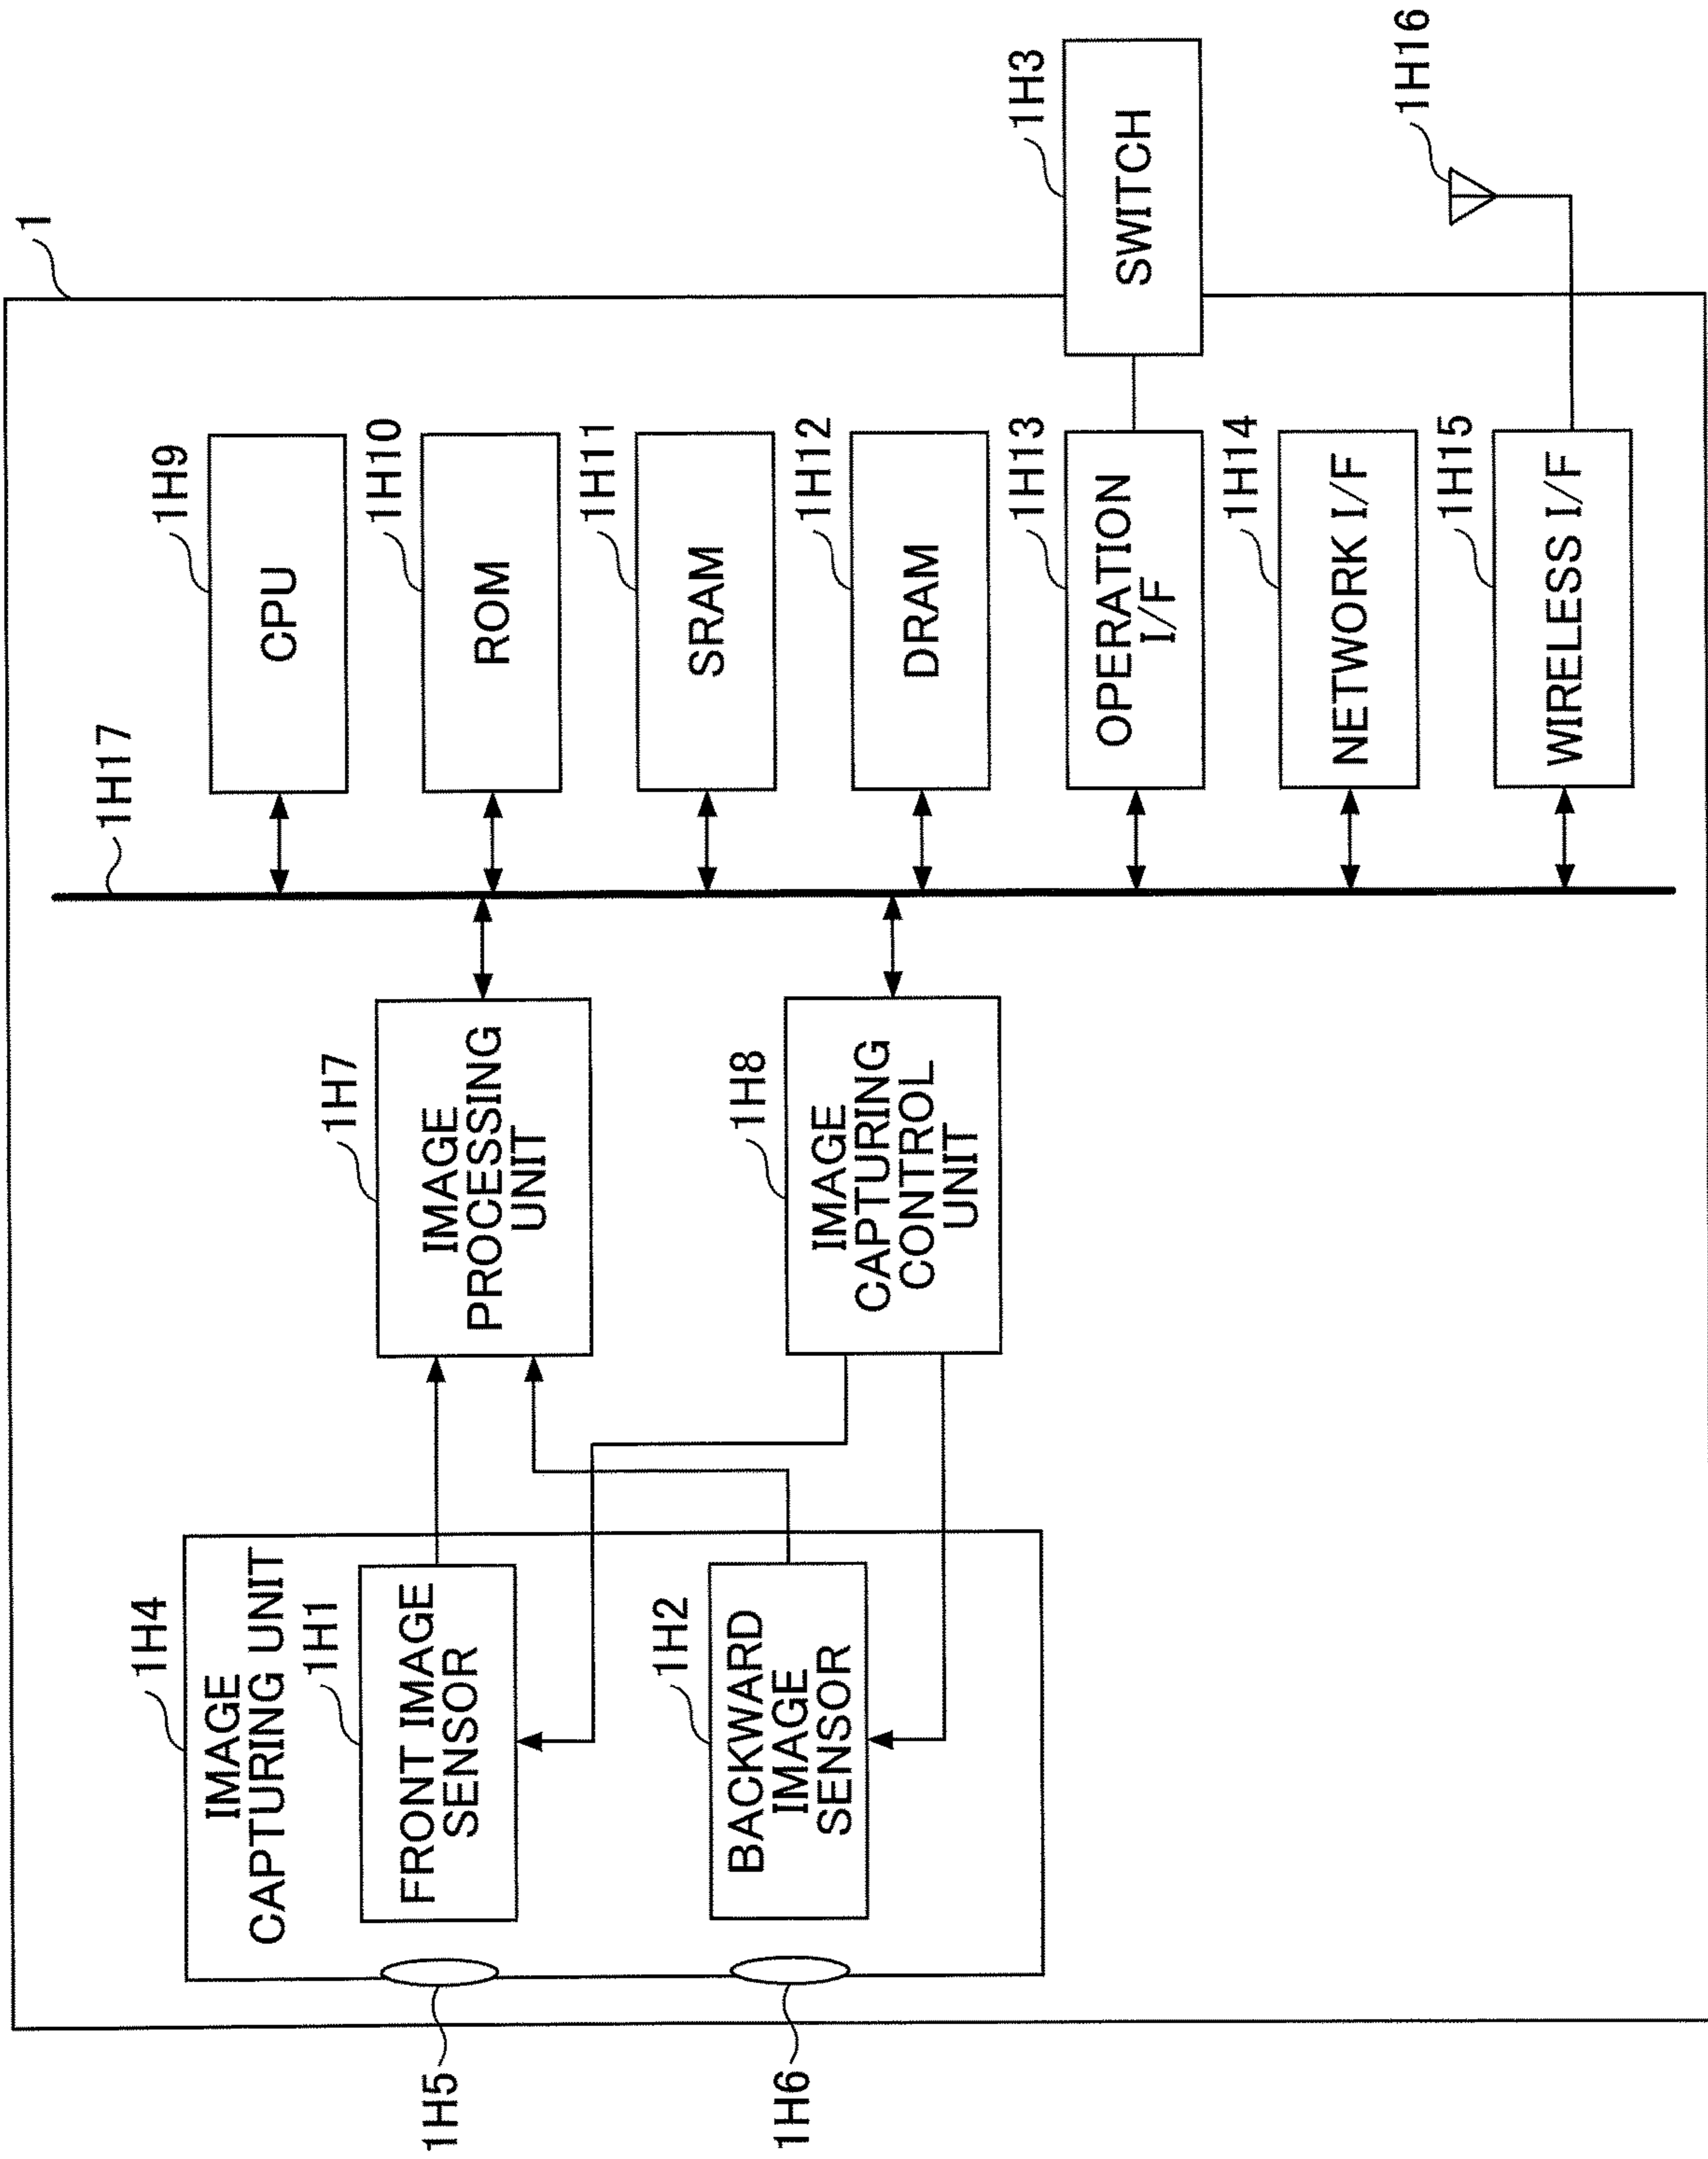 1
1H4
IMAGE
CAPTURING UNIT
1H1
FRONT IMAGE
SENSOR
1H2
BACKWARD
IMAGE
SENSOR
1H5
1H6
1H7
IMAGE
PROCESSING
UNIT
1H8
IMAGE
CAPTURING
CONTROL
UNIT
1H17
1H9
CPU
1H10
ROM
1H11
SRAM
1H12
DRAM
1H13
OPERATION
I/F
1H14
NETWORK I/F
1H15
WIRELESS I/F
1H3
SWITCH
1H16